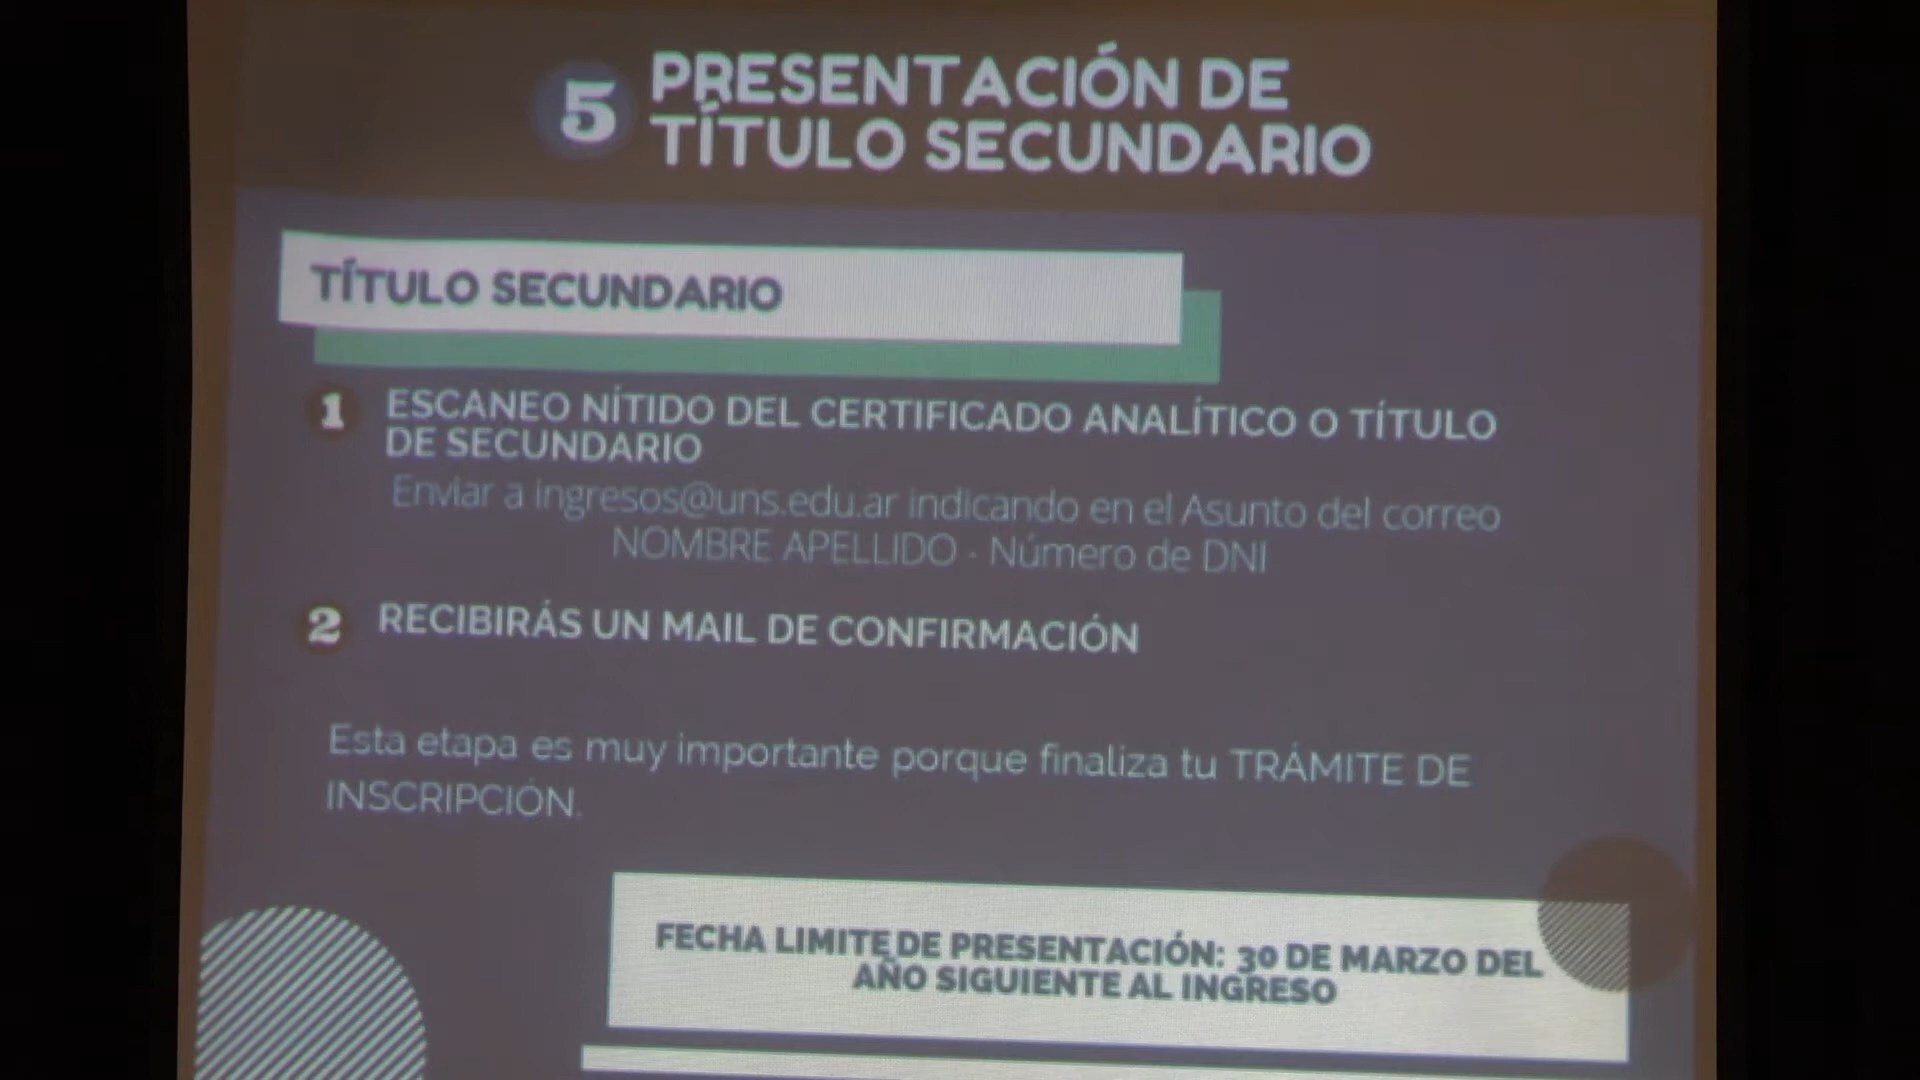 5 PRESENTACIÓN DE
TÍTULO SECUNDARIO
TÍTULO SECUNDARIO
1 ESCANEO NÍTIDO DEL CERTIFICADO ANALÍTICO O TÍTULO
DE SECUNDARIO
Enviar a ingresos@uns.edu.ar indicando en el Asunto del correo
NOMBRE APELLIDO - Número de DNI
2 RECIBIRÁS UN MAIL DE CONFIRMACIÓN
Esta etapa es muy importante porque finaliza tu TRÁMITE DE
INSCRIPCIÓN.
FECHA LIMITE DE PRESENTACIÓN: 30 DE MARZO DEL
AÑO SIGUIENTE AL INGRESO